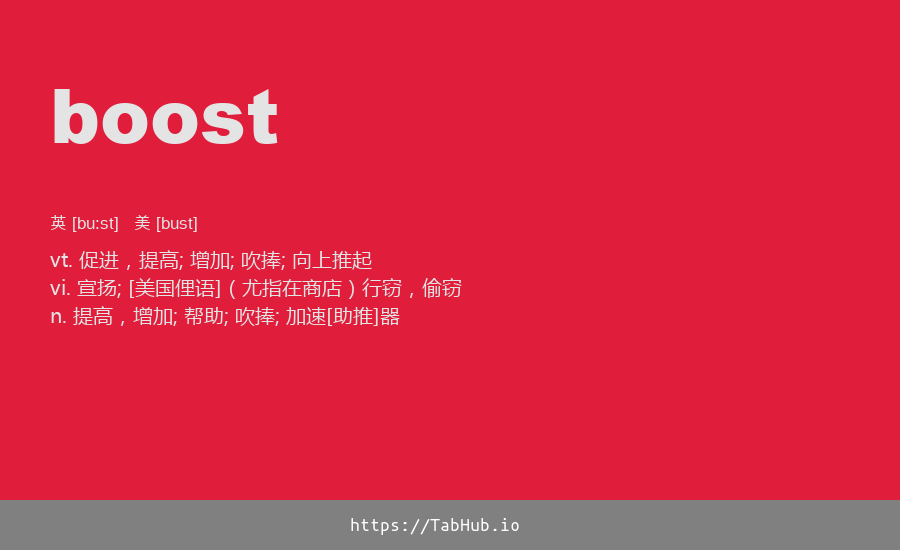 boost
英 [buːst] 美 [bust]
vt. 促进，提高; 增加; 吹捧; 向上推起
vi. 宣扬; [美国俚语]（尤指在商店）行窃，偷窃
n. 提高，增加; 帮助; 吹捧; 加速[助推]器
https://TabHub.io